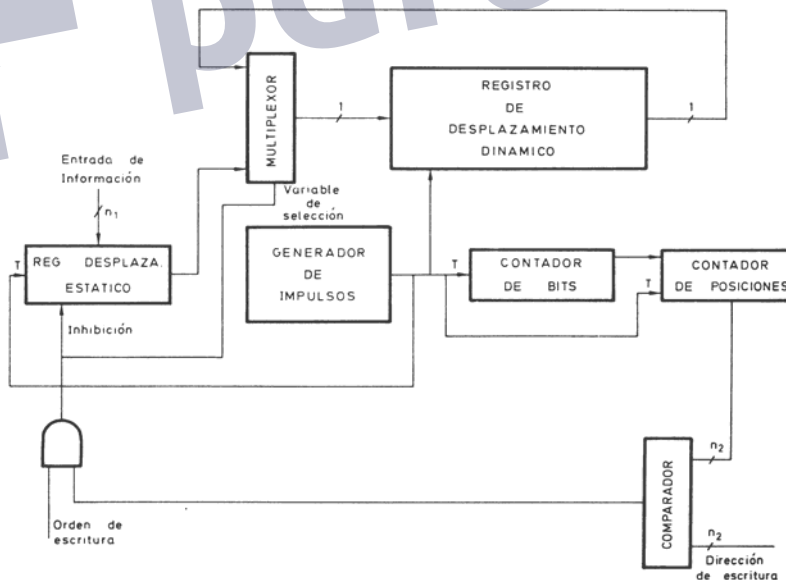 MULTIPLEXOR
1
REGISTRO
DE
DESPLAZAMIENTO
DINAMICO
1
Entrada de
Información
n1
Variable
de
selección
T
REG DESPLAZA.
ESTATICO
GENERADOR
DE
IMPULSOS
T
CONTADOR
DE BITS
T
CONTADOR
DE POSICIONES
Inhibición
COMPARADOR
n2
n2
Orden de
escritura
Dirección
de escritura